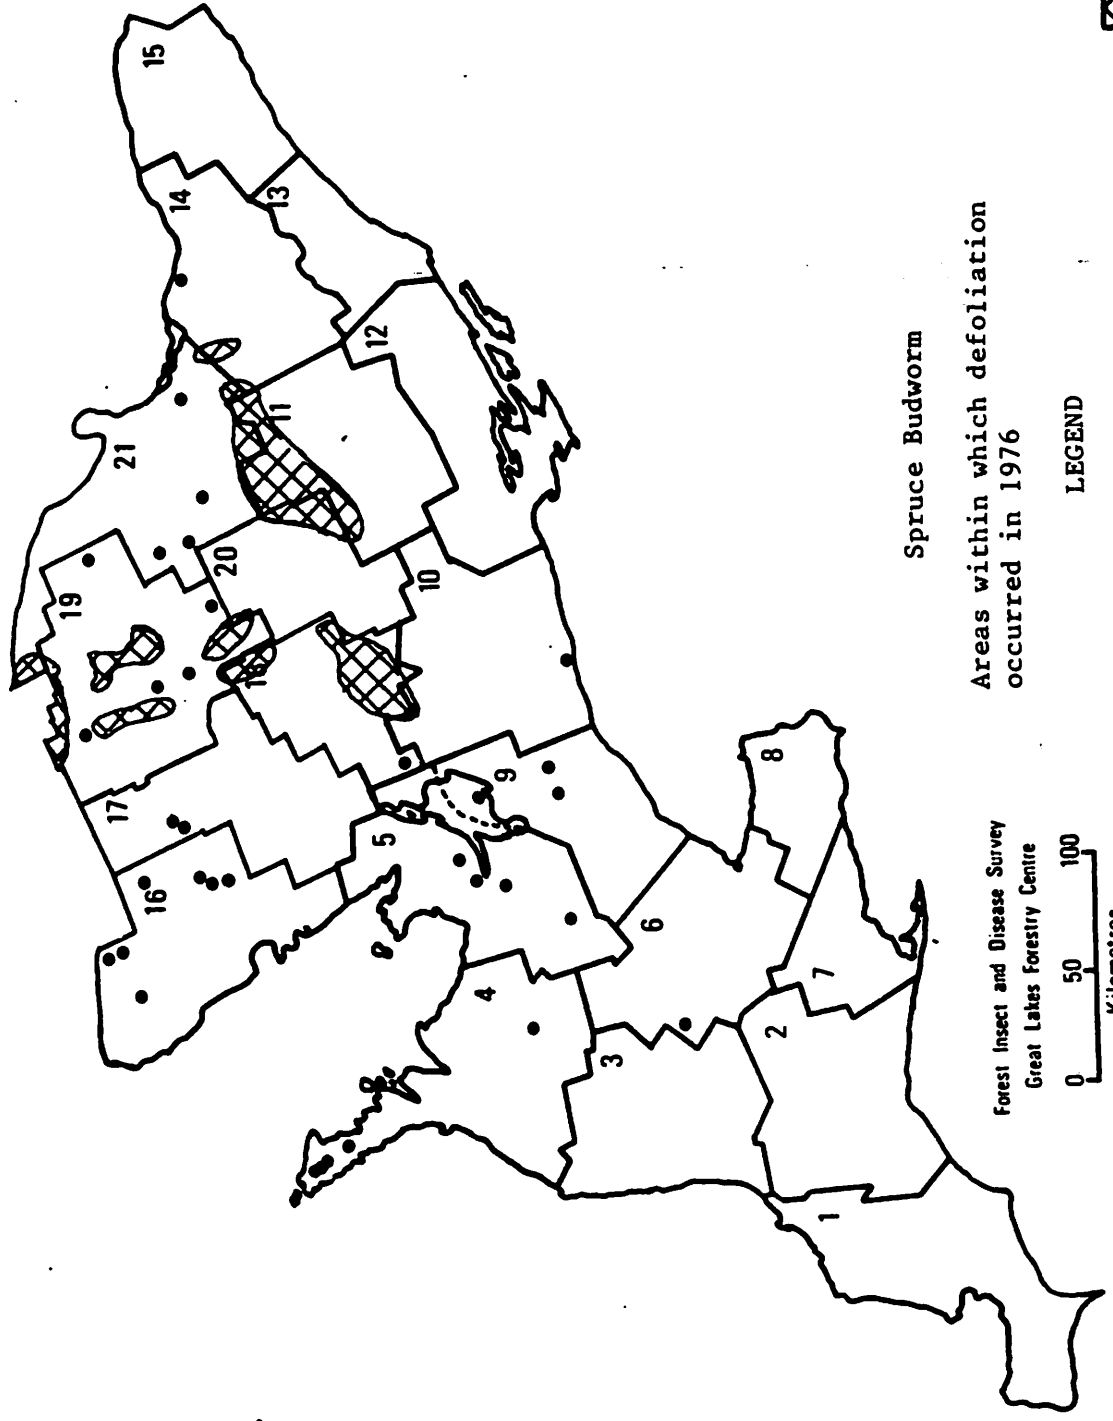 15
14
13
21
12
11
20
19
10
18
17
9
8
5
16
6
4
7
2
3
1
Spruce Budworm
Areas within which defoliation
occurred in 1976
LEGEND
Forest Insect and Disease Survey
Great Lakes Forestry Centre
0 50 100
Kilometres